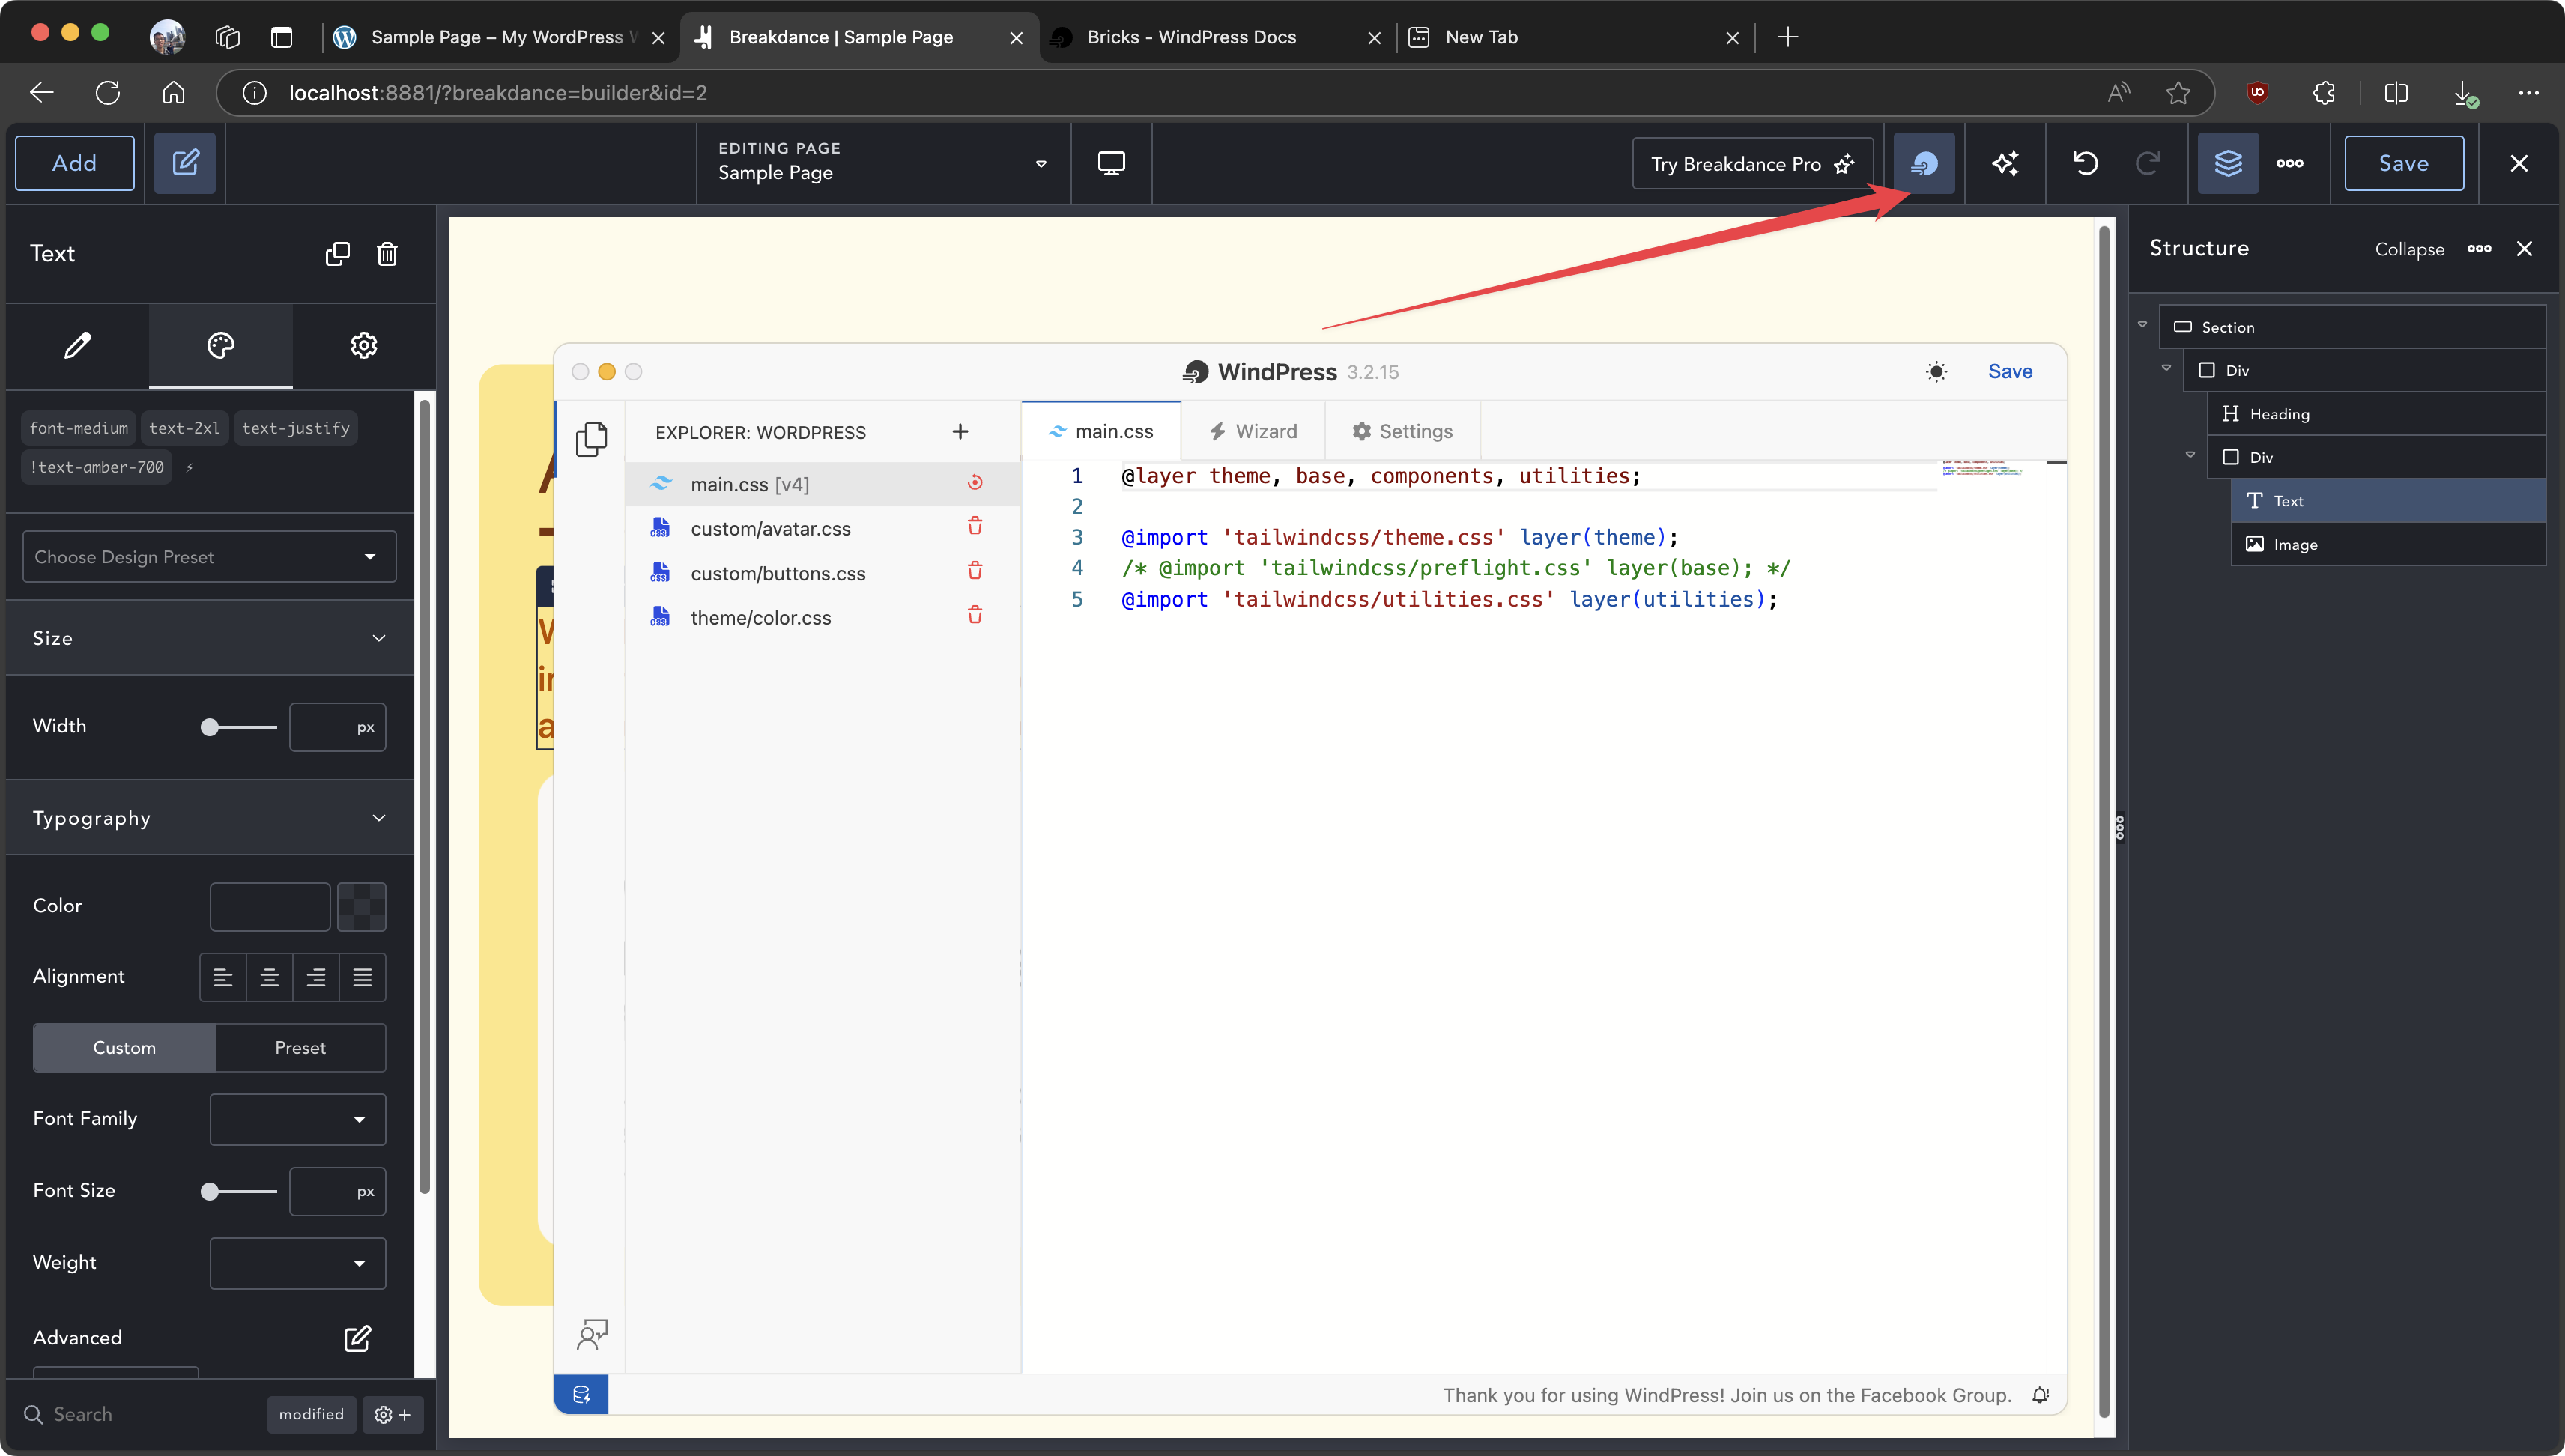 Sample Page – My WordPress W
Breakdance | Sample Page
Bricks - WindPress Docs
New Tab
localhost:8881/?breakdance=builder&id=2
Add
EDITING PAGE
Sample Page
Try Breakdance Pro
Save
Text
font-medium
text-2xl
text-justify
!text-amber-700
Choose Design Preset
Size
Width
px
Typography
Color
Alignment
Custom
Preset
Font Family
Font Size
px
Weight
Advanced
Search
modified
WindPress 3.2.15
Save
EXPLORER: WORDPRESS
main.css [v4]
custom/avatar.css
custom/buttons.css
theme/color.css
main.css
Wizard
Settings
1 @layer theme, base, components, utilities;
2
3 @import 'tailwindcss/theme.css' layer(theme);
4 /* @import 'tailwindcss/preflight.css' layer(base); */
5 @import 'tailwindcss/utilities.css' layer(utilities);
Thank you for using WindPress! Join us on the Facebook Group.
Structure
Collapse
Section
Div
Heading
Div
Text
Image